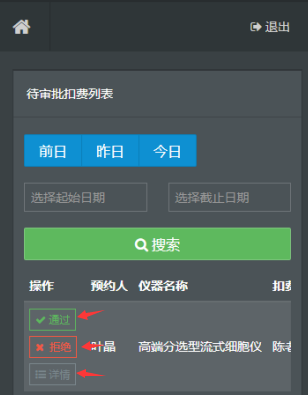 退出
待审批扣费列表
前日 昨日 今日
选择起始日期 选择截止日期
搜索
操作 预约人 仪器名称 扣费
通过
拒绝 叶晶 高端分选型流式细胞仪 陈老
详情